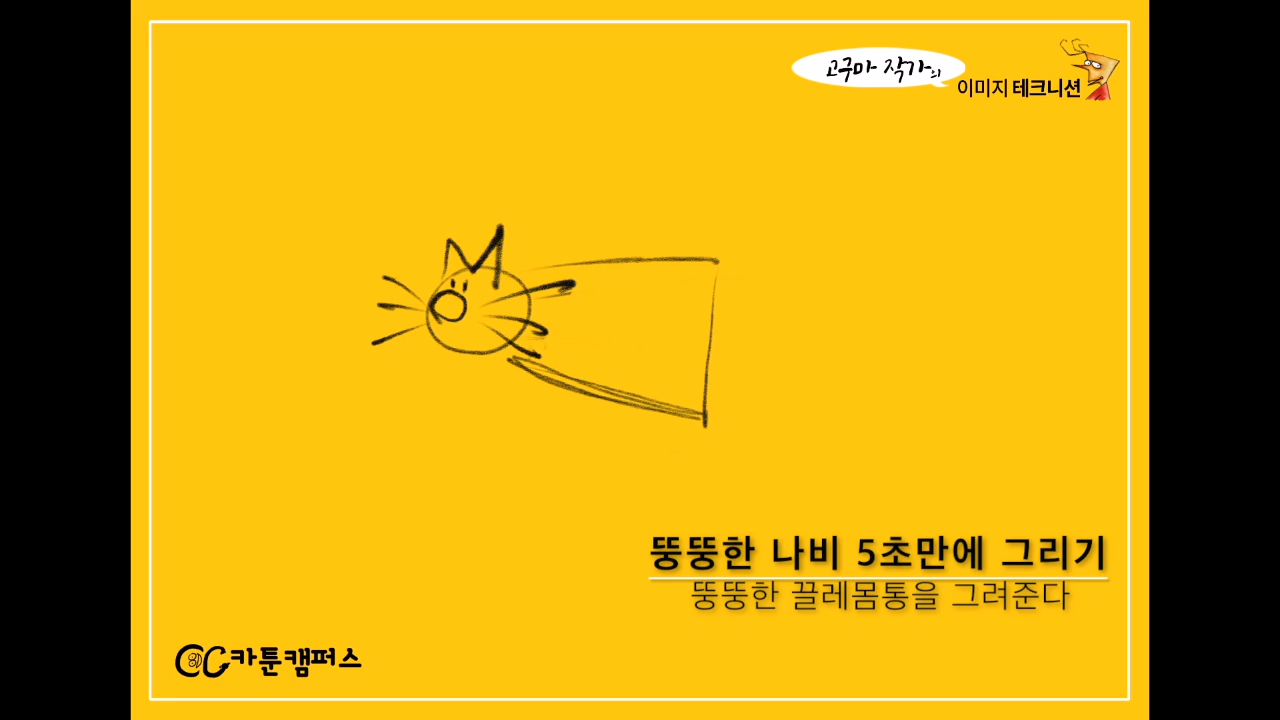 고구마 작가의
이미지 테크니션
뚱뚱한 나비 5초만에 그리기
뚱뚱한 끌레몸통을 그려준다
카툰캠퍼스